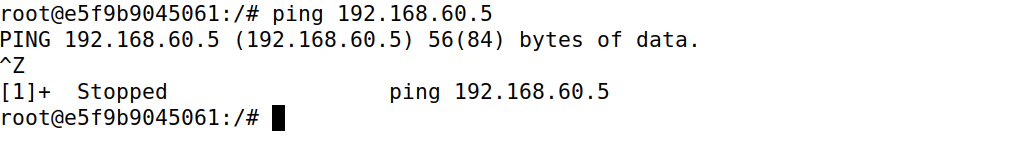 root@e5f9b9045061:/# ping 192.168.60.5
PING 192.168.60.5 (192.168.60.5) 56(84) bytes of data.
^Z
[1]+  Stopped                 ping 192.168.60.5
root@e5f9b9045061:/#